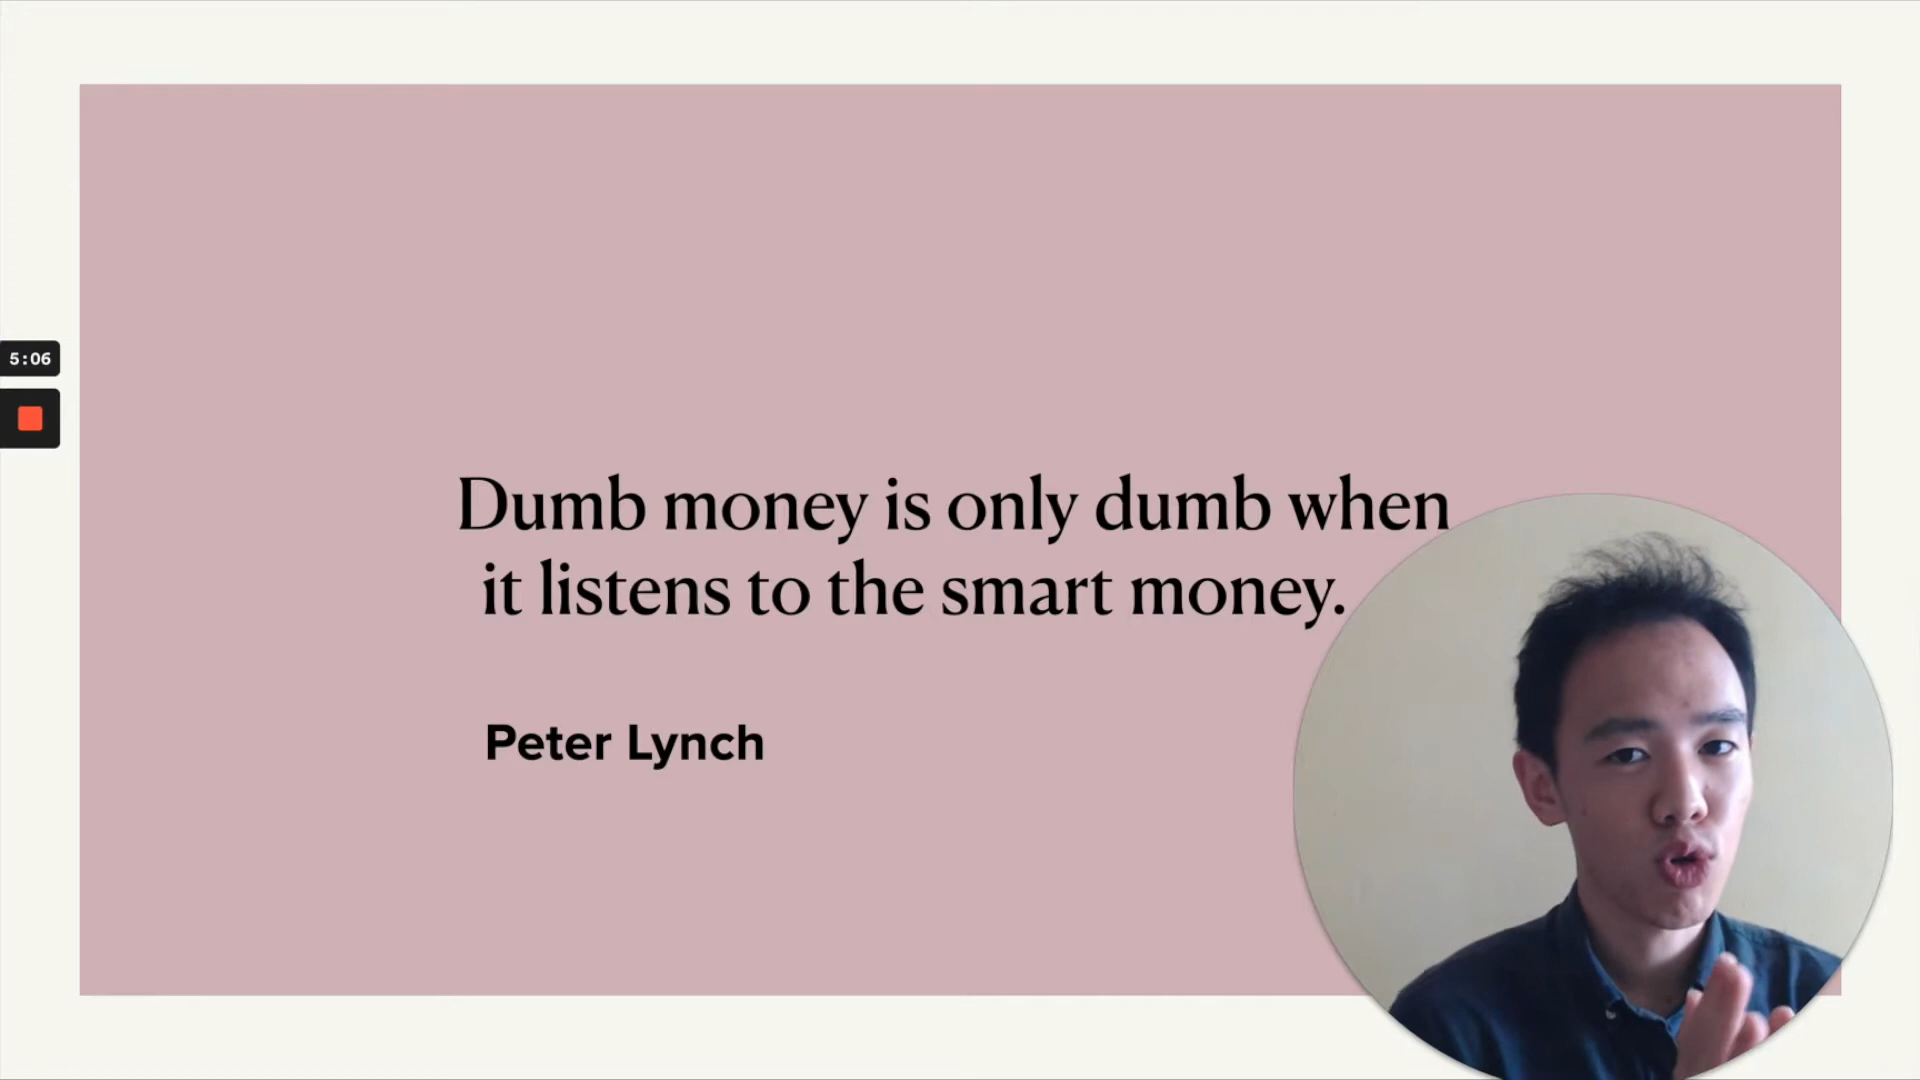 5:06
Dumb money is only dumb when
it listens to the smart money.
Peter Lynch